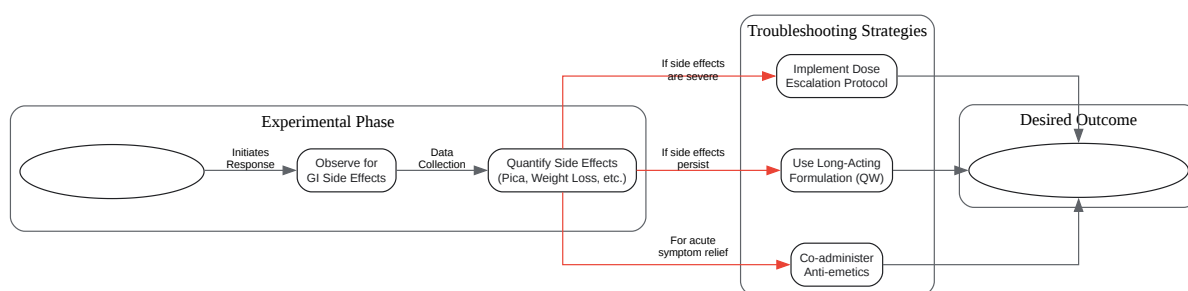 Experimental Phase
Initiates
Response
Observe for
GI Side Effects
Data
Collection
Quantify Side Effects
(Pica, Weight Loss, etc.)
If side effects
are severe
If side effects
persist
For acute
symptom relief
Troubleshooting Strategies
Implement Dose
Escalation Protocol
Use Long-Acting
Formulation (QW)
Co-administer
Anti-emetics
Desired Outcome